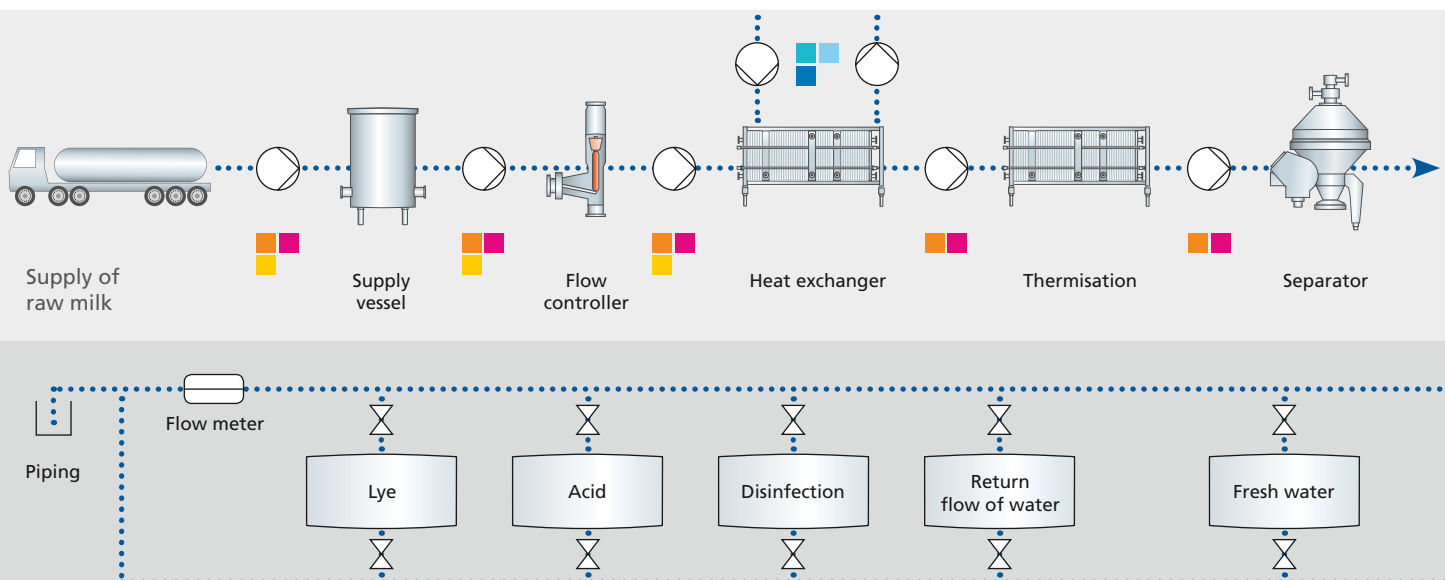 Supply of
raw milk
Supply
vessel
Flow
controller
Heat exchanger
Thermisation
Separator
Flow meter
Piping
Lye
Acid
Disinfection
Return
flow of water
Fresh water